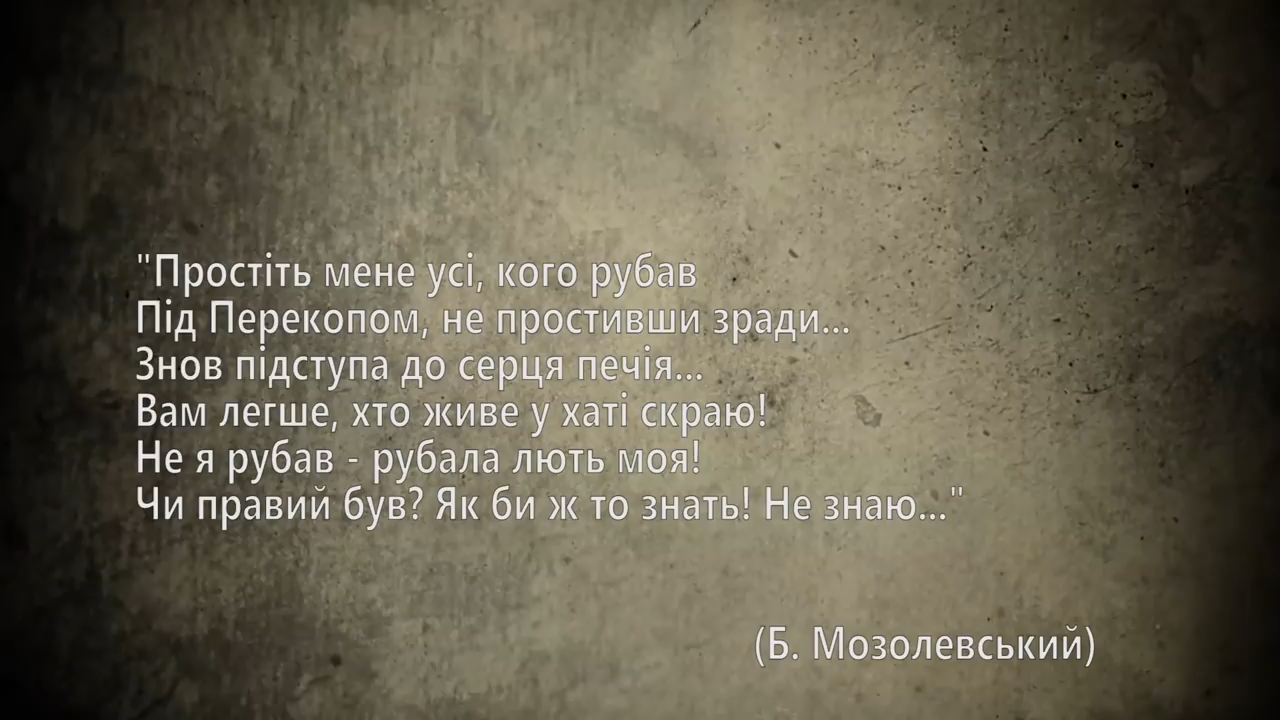 "Простіть мене усі, кого рубав
Під Перекопом, не простивши зради...
Знов підступа до серця печія...
Вам легше, хто живе у хаті скраю!
Не я рубав - рубала лють моя!
Чи правий був? Як би ж то знать! Не знаю..."
(Б. Мозолевський)